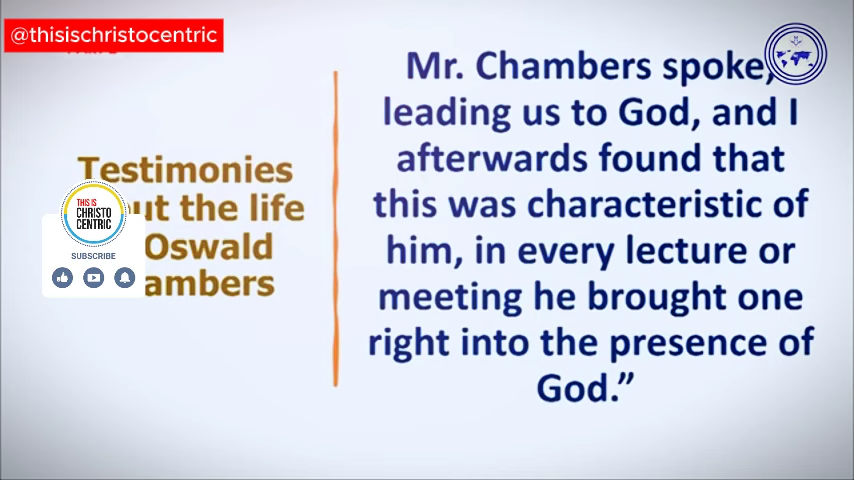 @thisischristocentric
Testimonies
the life
Oswald
THIS IS
CHRISTO
CENTRIC
SUBSCRIBE
Mr. Chambers spoke,
leading us to God, and I
afterwards found that
this was characteristic of
him, in every lecture or
meeting he brought one
right into the presence of
God.”